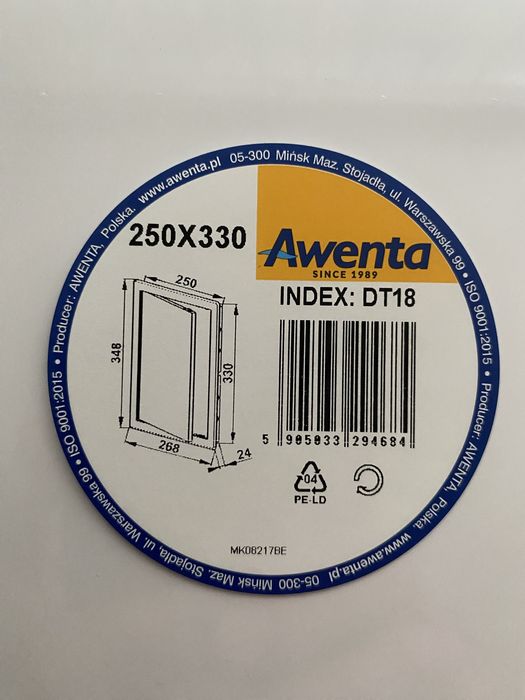 Producer: AWENTA, Polska. www.awenta.pl 05-300 Mińsk Maz. Stojadła, ul. Warszawska 99 • ISO 9001:2015 •
Producer: AWENTA, Polska. www.awenta.pl 05-300 Mińsk Maz. Stojadła, ul. Warszawska 99 • ISO 9001:2015 •
250X330
Awenta
SINCE 1989
INDEX: DT18
250
348
330
268
24
5 905033 294684
04
PE-LD
MK08217BE